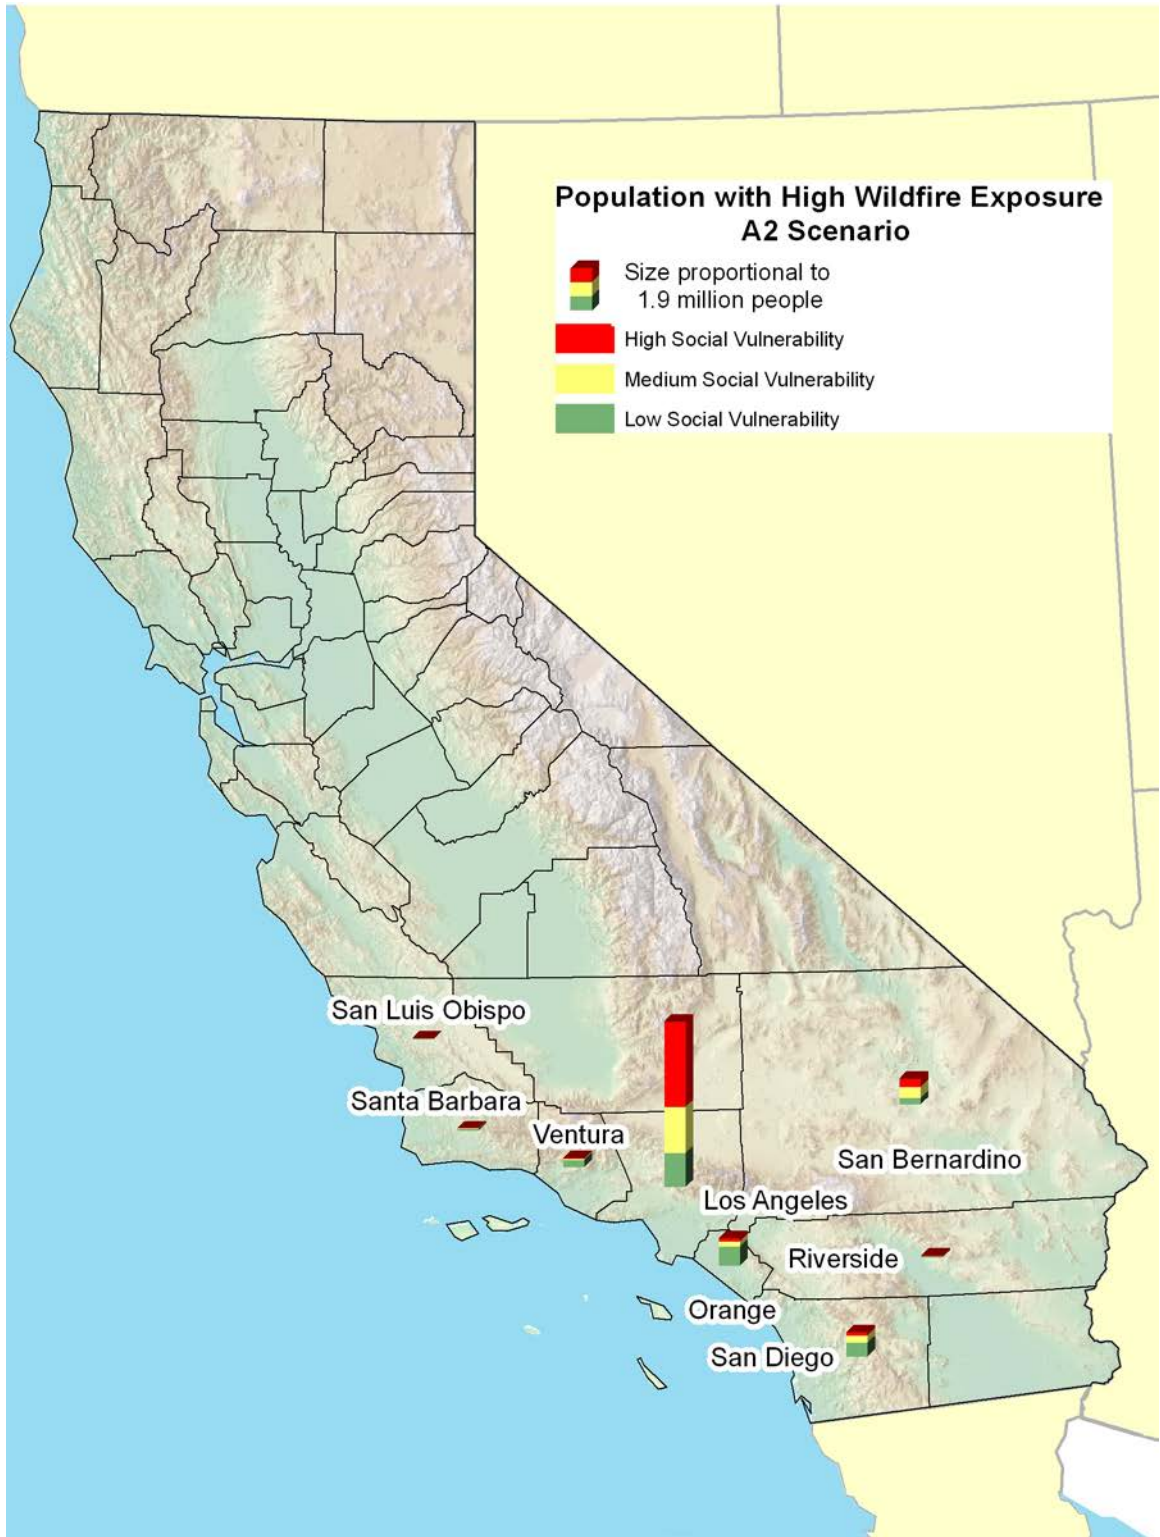 Population with High Wildfire Exposure
A2 Scenario
Size proportional to
1.9 million people
High Social Vulnerability
Medium Social Vulnerability
Low Social Vulnerability
San Luis Obispo
Santa Barbara
Ventura
San Bernardino
Los Angeles
Riverside
Orange
San Diego